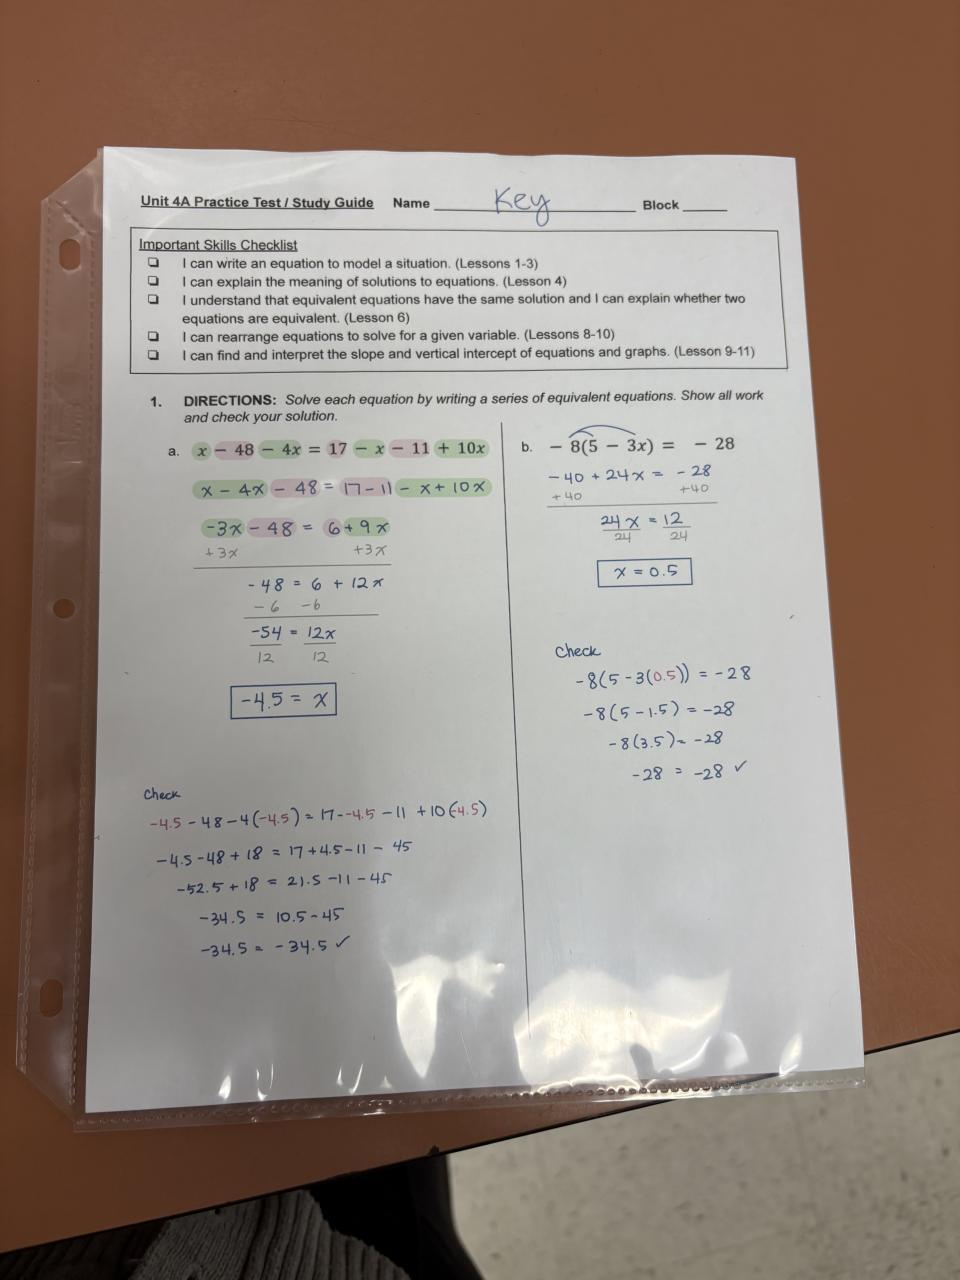 Unit 4A Practice Test / Study Guide Name Key Block
Important Skills Checklist
I can write an equation to model a situation. (Lessons 1-3)
I can explain the meaning of solutions to equations. (Lesson 4)
I understand that equivalent equations have the same solution and I can explain whether two
equations are equivalent. (Lesson 6)
I can rearrange equations to solve for a given variable. (Lessons 8-10)
I can find and interpret the slope and vertical intercept of equations and graphs. (Lesson 9-11)
1. DIRECTIONS: Solve each equation by writing a series of equivalent equations. Show all work
and check your solution.
a. x − 48 − 4x = 17 − x − 11 + 10x
x - 4x - 48 = 17 - 11 - x + 10x
-3x - 48 = 6 + 9x
+3x +3x
-48 = 6 + 12x
-6 -6
-54 = 12x
12 12
-4.5 = x
Check
-4.5 - 48 - 4(-4.5) = 17 - -4.5 - 11 + 10(-4.5)
-4.5 - 48 + 18 = 17 + 4.5 - 11 - 45
-52.5 + 18 = 21.5 - 11 - 45
-34.5 = 10.5 - 45
-34.5 = -34.5 ✓
b. − 8(5 − 3x) = − 28
-40 + 24x = -28
+40 +40
24x = 12
24 24
x = 0.5
Check
-8(5 - 3(0.5)) = -28
-8(5 - 1.5) = -28
-8(3.5) = -28
-28 = -28 ✓